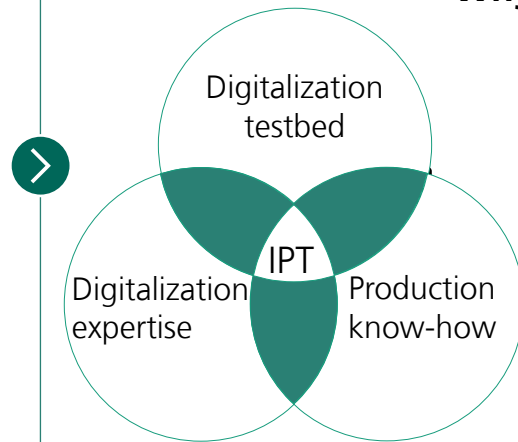 Digitalization
testbed
IPT
Digitalization
expertise
Production
know-how